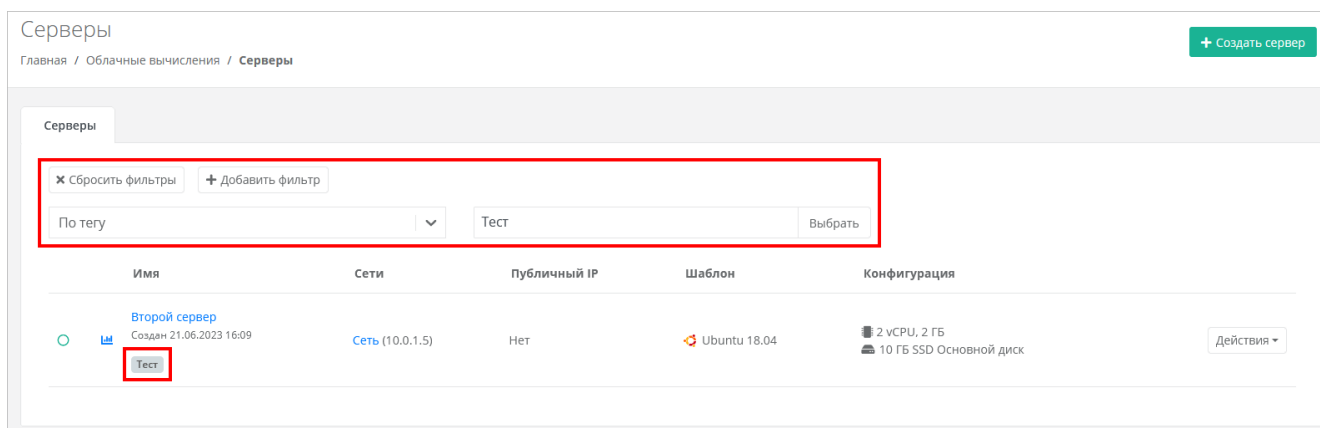 Серверы
Создать сервер
Главная / Облачные вычисления / Серверы
Серверы
Сбросить фильтры Добавить фильтр
По тегу Тест Выбрать
Имя Сети Публичный IP Шаблон Конфигурация
Второй сервер
Создан 21.06.2023 16:09
Тест
Сеть (10.0.1.5) Нет Ubuntu 18.04
2 vCPU, 2 ГБ
10 ГБ SSD Основной диск
Действия